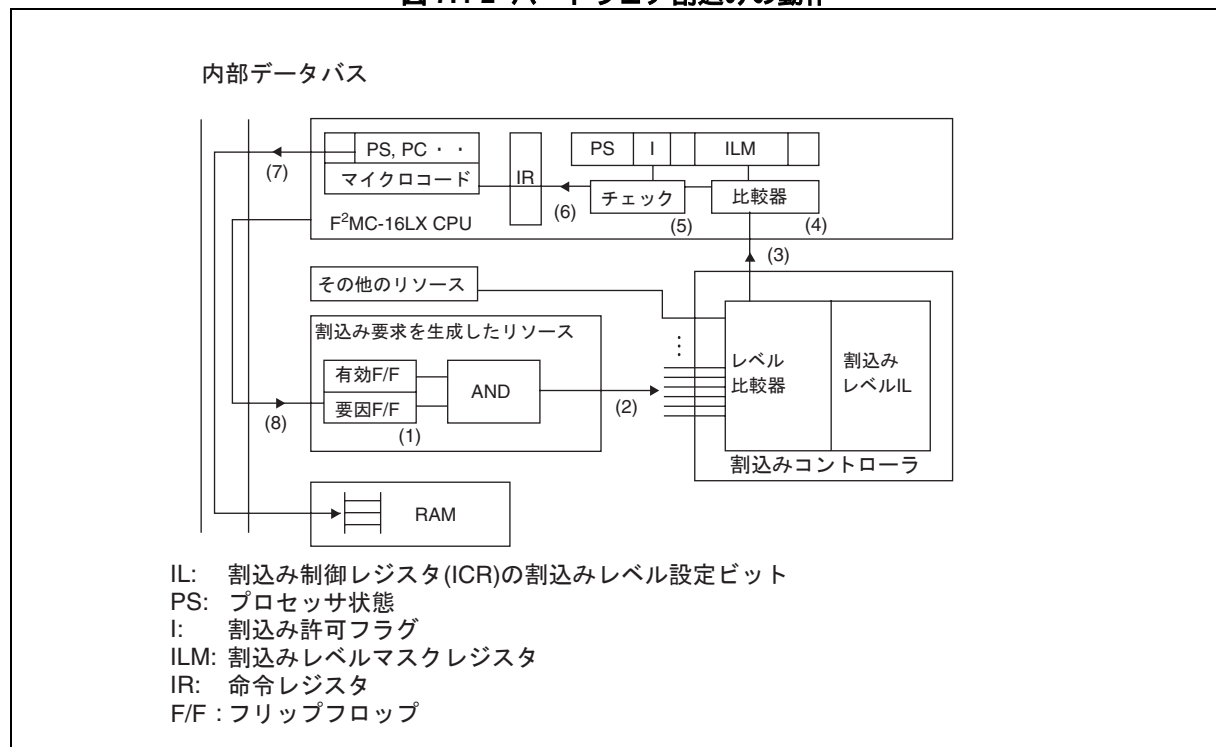 内部データバス
PS, PC ・・
マイクロコード
F²MC-16LX CPU
IR
PS I ILM
チェック
比較器
(7)
(6)
(5)
(4)
(3)
その他のリソース
割込み要求を生成したリソース
有効F/F
要因F/F
AND
(1)
(2)
(8)
レベル
比較器
割込み
レベルIL
割込みコントローラ
RAM
IL: 割込み制御レジスタ(ICR)の割込みレベル設定ビット
PS: プロセッサ状態
I: 割込み許可フラグ
ILM: 割込みレベルマスクレジスタ
IR: 命令レジスタ
F/F : フリップフロップ